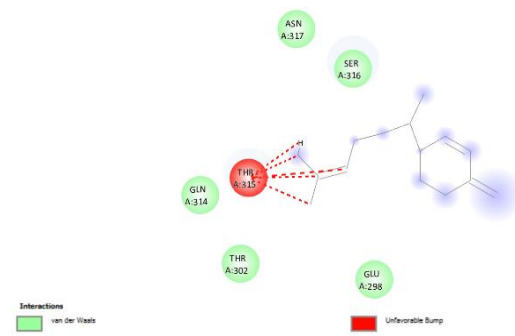 ASN
A:317
SER
A:316
H
THR
A:315
GLN
A:314
THR
A:302
GLU
A:298
Interactions
van der Waals
Unfavorable Bump